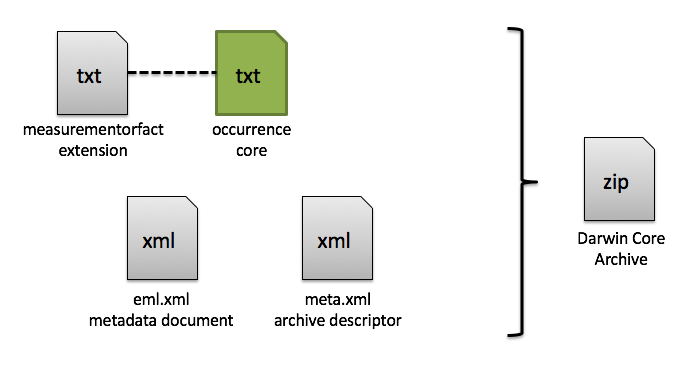 txt
txt
measurementorfact
extension
occurrence
core
xml
xml
eml.xml
metadata document
meta.xml
archive descriptor
zip
Darwin Core
Archive